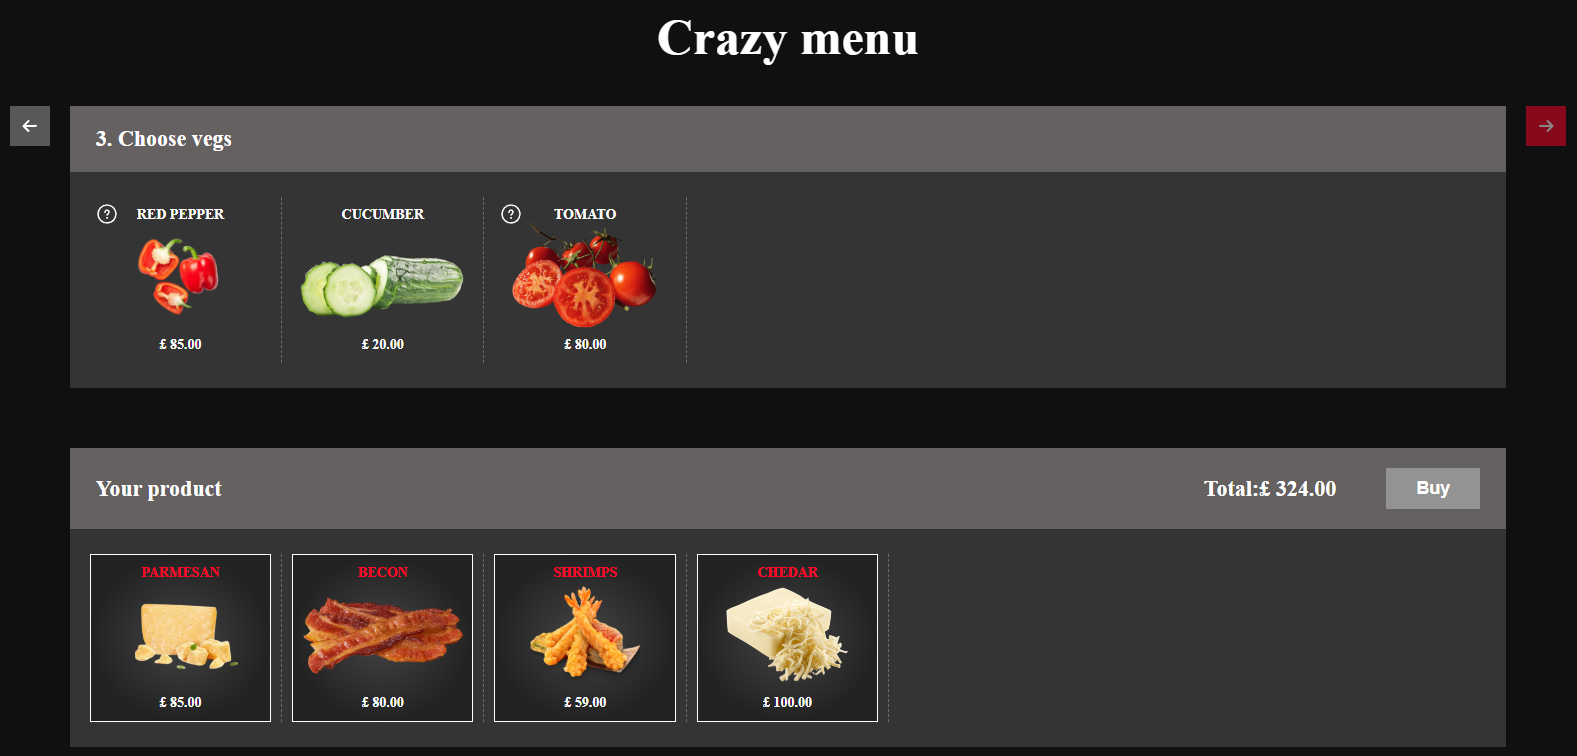 Crazy menu
3. Choose vegs
RED PEPPER
CUCUMBER
TOMATO
£ 85.00
£ 20.00
£ 80.00
Your product
Total:£ 324.00
Buy
PARMESAN
BECON
SHRIMPS
CHEDAR
£ 85.00
£ 80.00
£ 59.00
£ 100.00